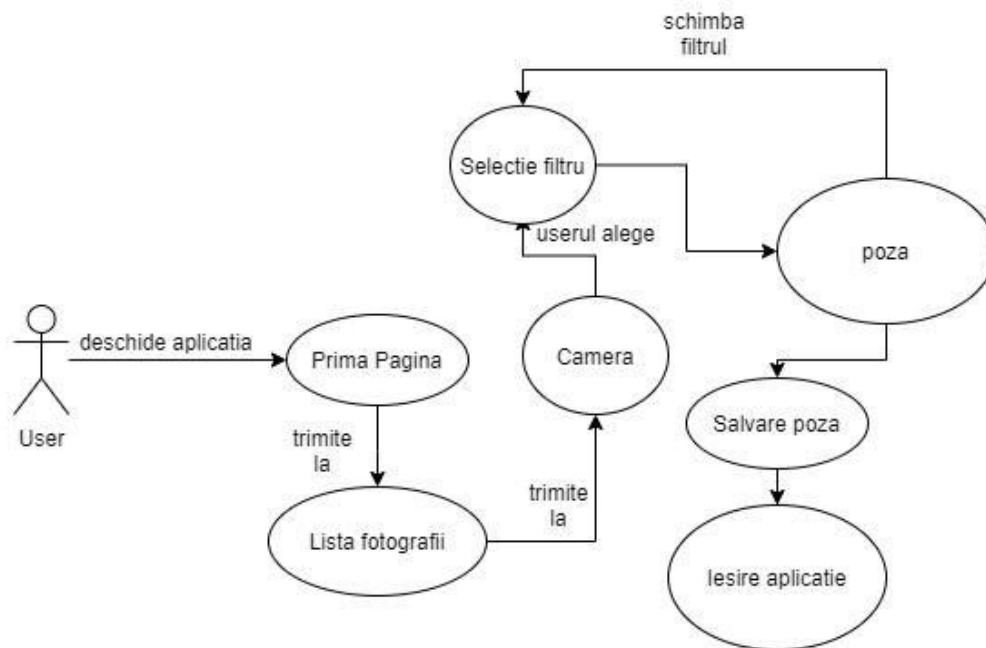 schimba
filtrul
Selectie filtru
userul alege
poza
deschide aplicatia
Prima Pagina
Camera
User
trimite
la
Salvare poza
trimite
la
Lista fotografii
Iesire aplicatie